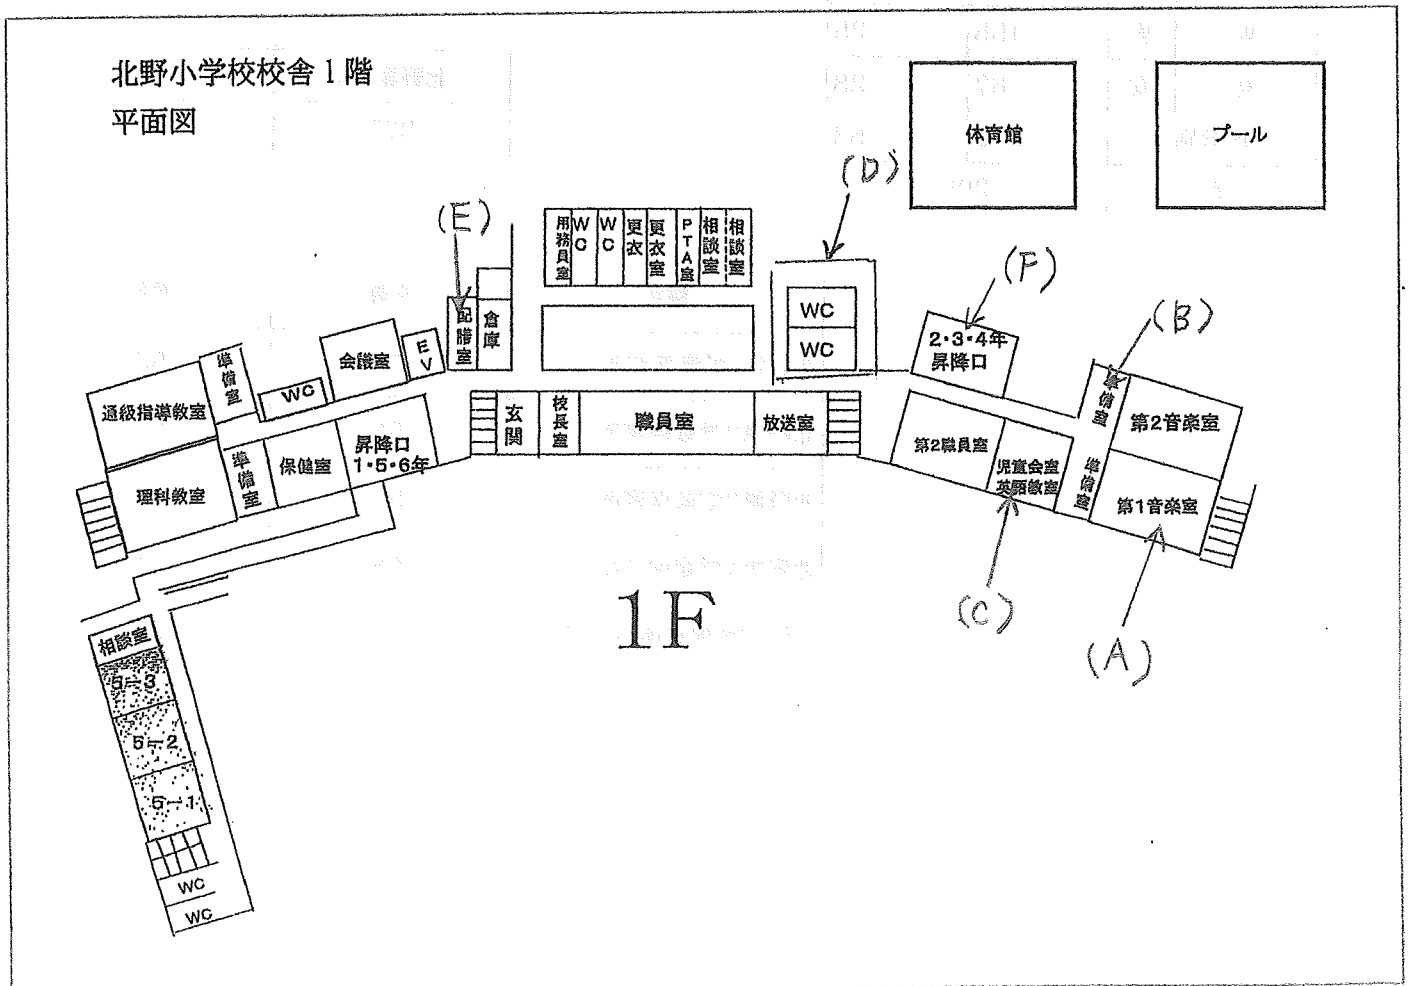 北野小学校校舎1階
平面図
体育館
プール
(D)
(E)
(F)
(B)
用務員室
WC
WC
更衣
更衣室
PTA室
相談室
相談室
WC
WC
2・3・4年
昇降口
配膳室
倉庫
EV
会議室
準備室
WC
通級指導教室
玄関
校長室
職員室
放送室
準備室
第2音楽室
昇降口
1・5・6年
保健室
準備室
理科教室
第2職員室
児童会室
英語教室
準備室
第1音楽室
1F
(C)
(A)
相談室
5-3
5-2
5-1
WC
WC